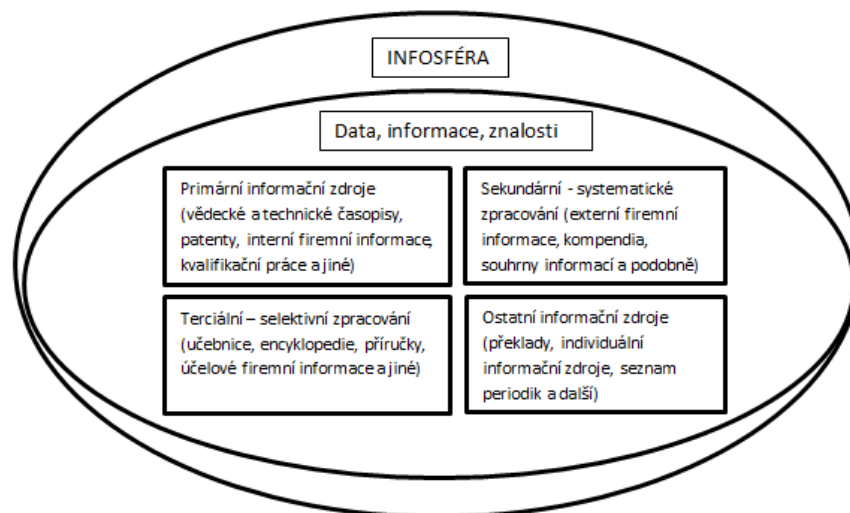 INFOSFÉRA
Data, informace, znalosti
Primární informační zdroje
(vědecké a technické časopisy,
patenty, interní firemní informace,
kvalifikační práce a jiné)
Sekundární - systematické
zpracování (externí firemní
informace, kompendia,
souhrny informací a podobně)
Terciální – selektivní zpracování
(učebnice, encyklopedie, příručky,
účelové firemní informace a jiné)
Ostatní informační zdroje
(překlady, individuální
informační zdroje, seznam
periodik a další)